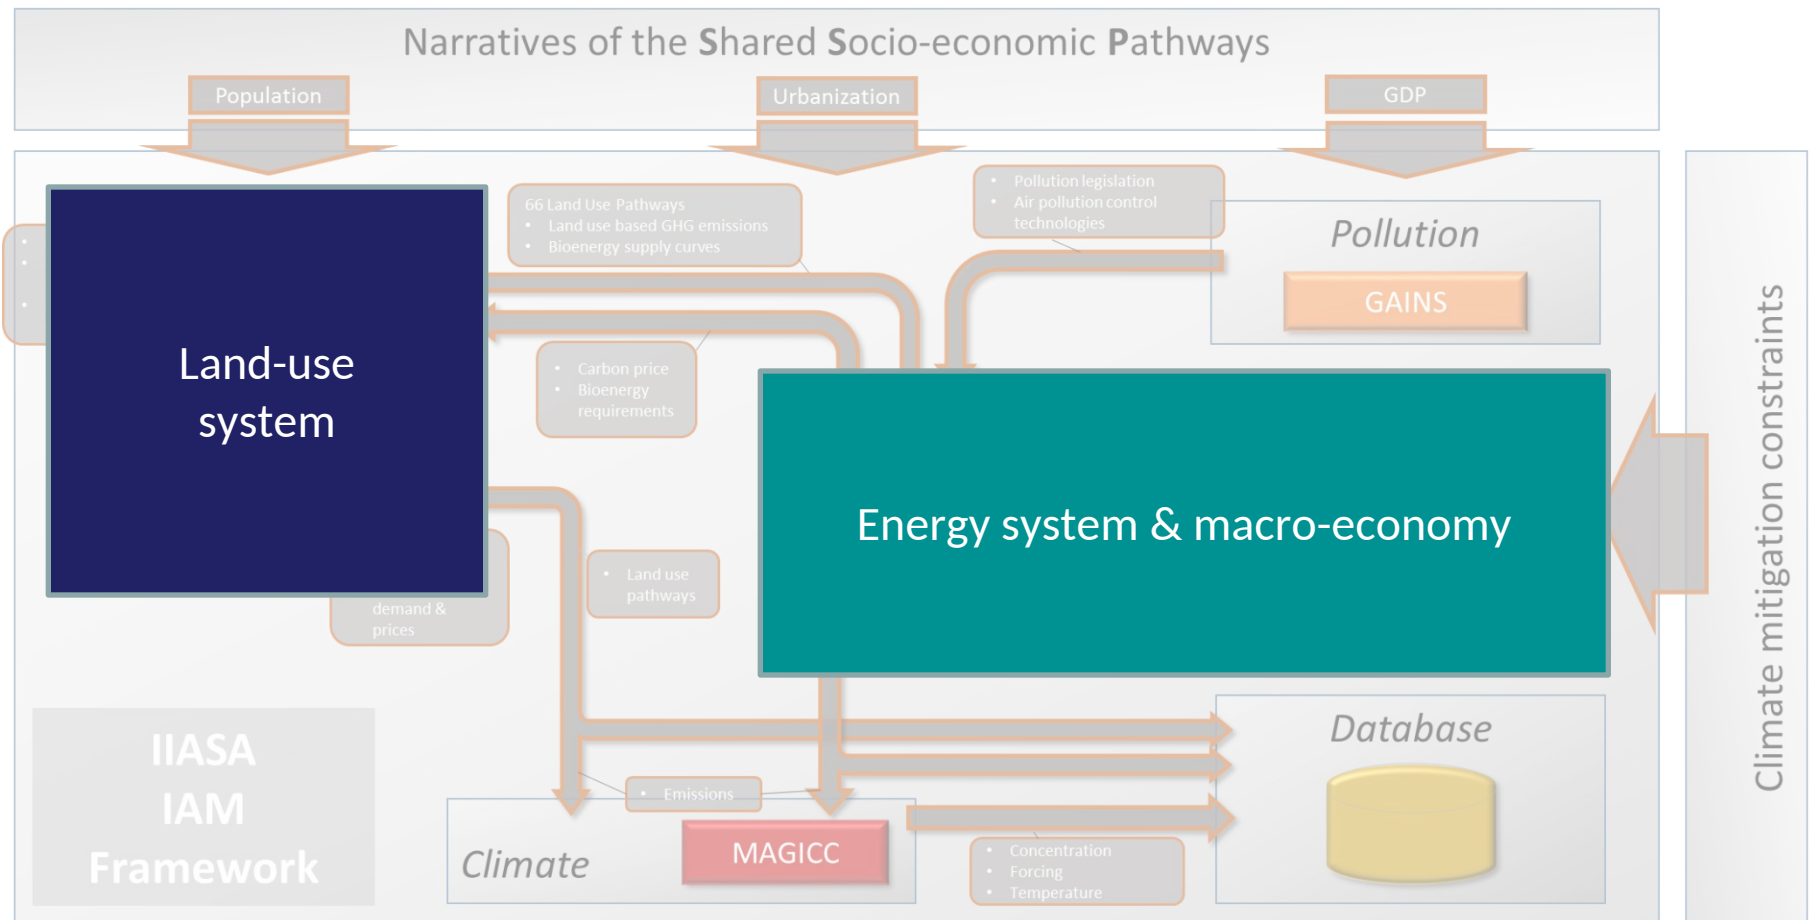 Narratives of the Shared Socio-economic Pathways
Population
Urbanization
GDP
66 Land Use Pathways
• Land use based GHG emissions
• Bioenergy supply curves
• Pollution legislation
• Air pollution control
technologies
Pollution
GAINS
Land-use
system
• Carbon price
• Bioenergy
requirements
Energy system & macro-economy
Climate mitigation constraints
• Land use
pathways
demand &
prices
IIASA
IAM
Framework
• Emissions
Climate
MAGICC
• Concentration
• Forcing
• Temperature
Database